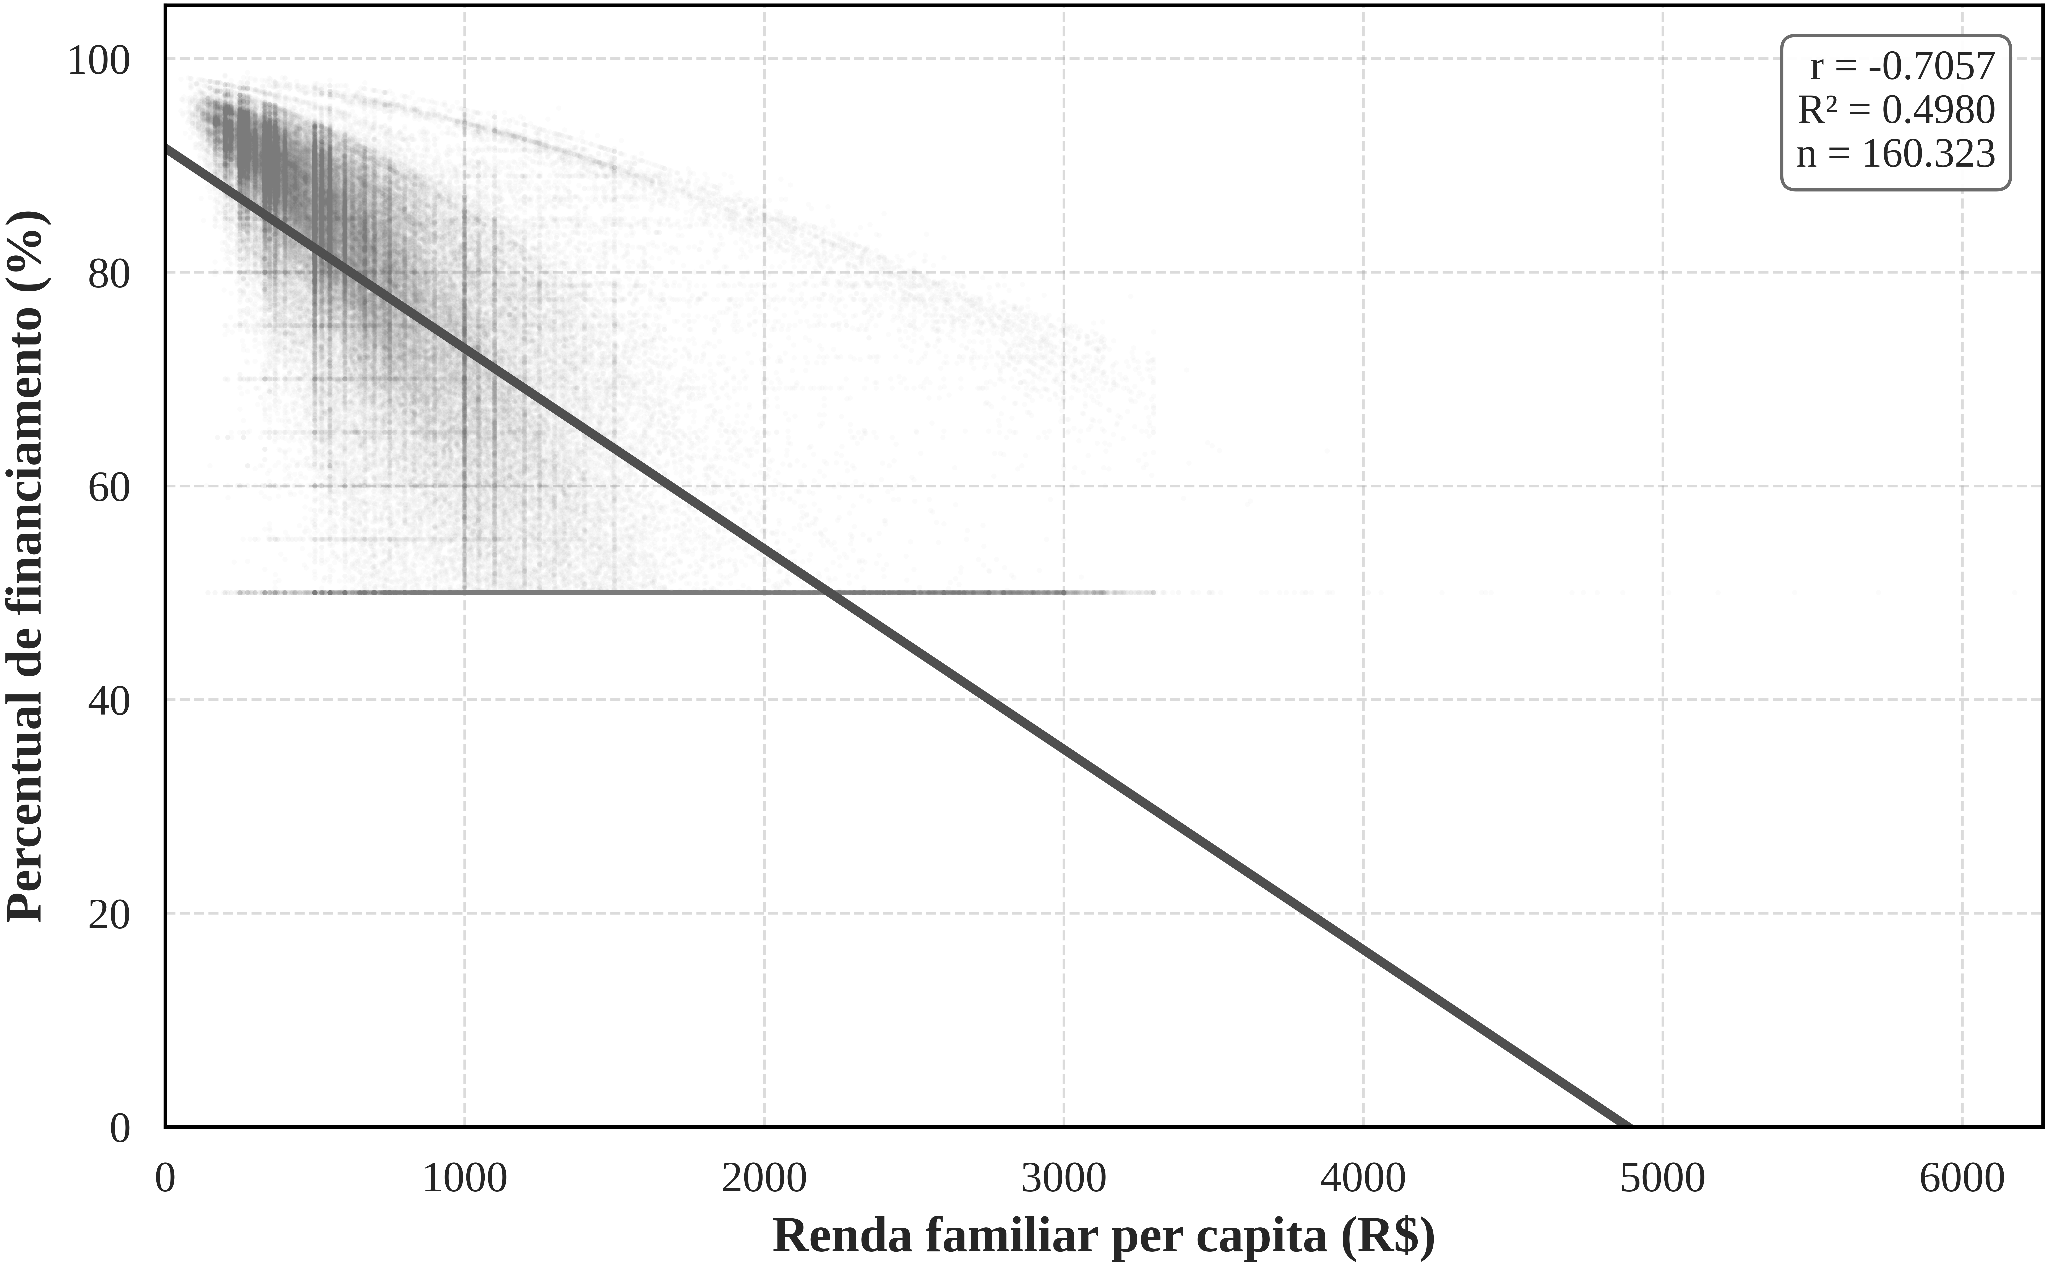 r = -0.7057
R² = 0.4980
n = 160.323
Percentual de financiamento (%)
100
80
60
40
20
0
0 1000 2000 3000 4000 5000 6000
Renda familiar per capita (R$)